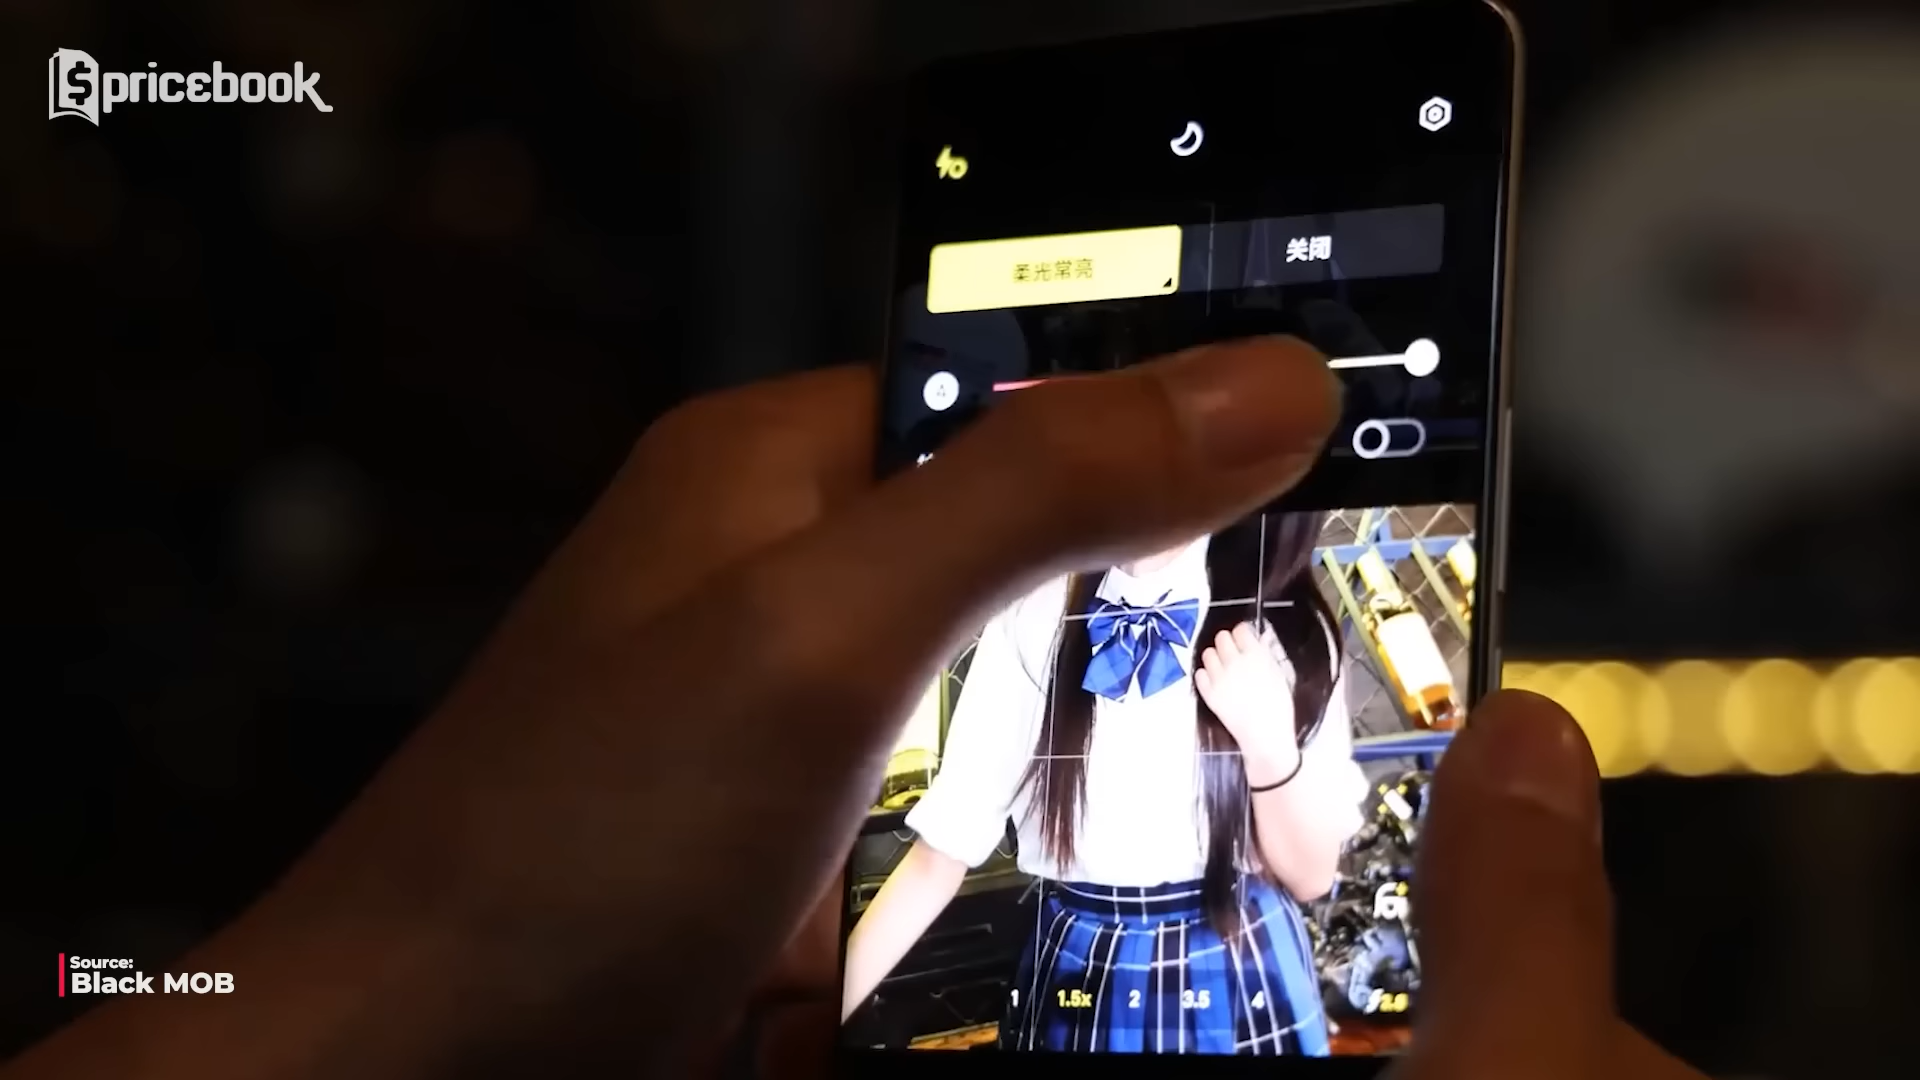 pricebook
柔光常亮
关闭
A
1
1.5x
2
3.5
4
Source:
Black MOB